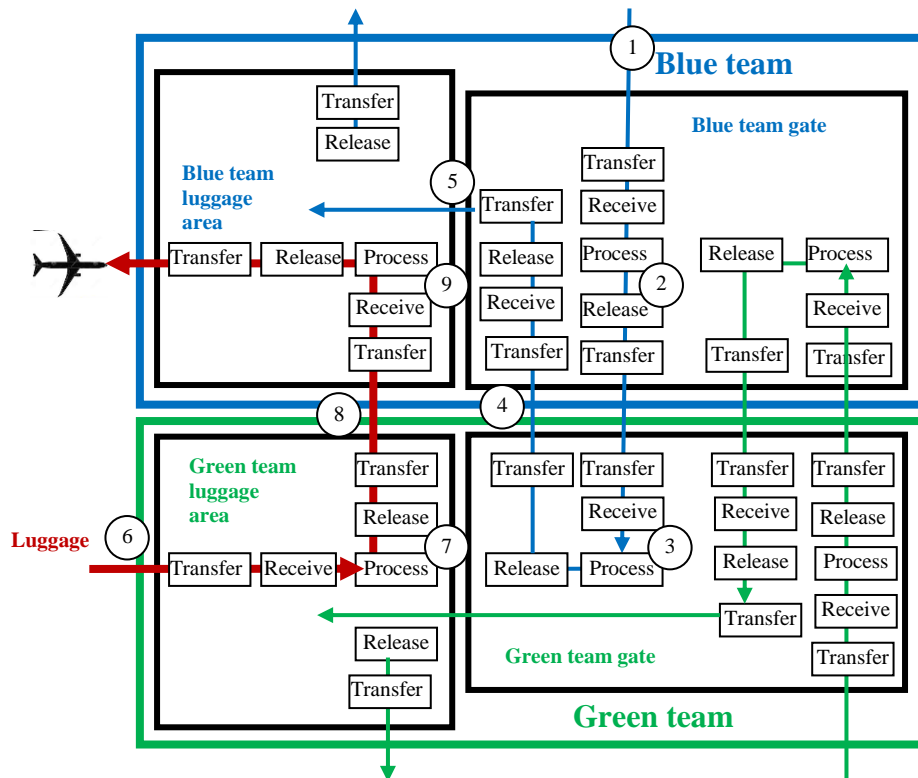 1
Blue team
Transfer
Release
Blue team gate
Blue team
luggage
area
5
Transfer
Receive
Transfer
Transfer
Release
Process
9
Receive
Transfer
Release
Receive
Transfer
Process
2
Release
Transfer
Release
Process
Receive
Transfer
Transfer
8
4
Green team
luggage
area
Transfer
Release
7
Process
Luggage
6
Transfer
Receive
Release
Transfer
Transfer
Transfer
Receive
3
Release
Process
Transfer
Receive
Release
Transfer
Transfer
Release
Process
Receive
Transfer
Green team gate
Green team